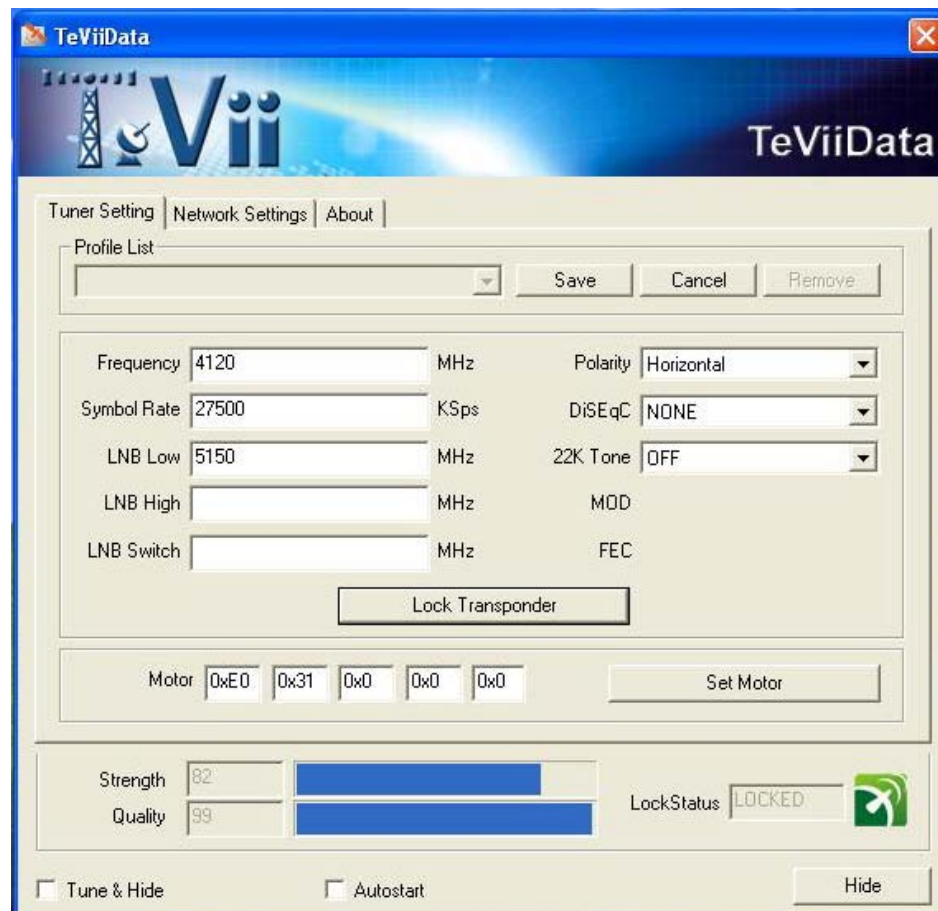 TeViiData
TeVii
TeViiData
Tuner Setting Network Settings About
Profile List
Save Cancel Remove
Frequency 4120 MHz Polarity Horizontal
Symbol Rate 27500 KSps DiSEqC NONE
LNB Low 5150 MHz 22K Tone OFF
LNB High MHz MOD
LNB Switch MHz FEC
Lock Transponder
Motor 0xE0 0x31 0x0 0x0 0x0 Set Motor
Strength 82
Quality 99
LockStatus LOCKED
Tune & Hide Autostart Hide